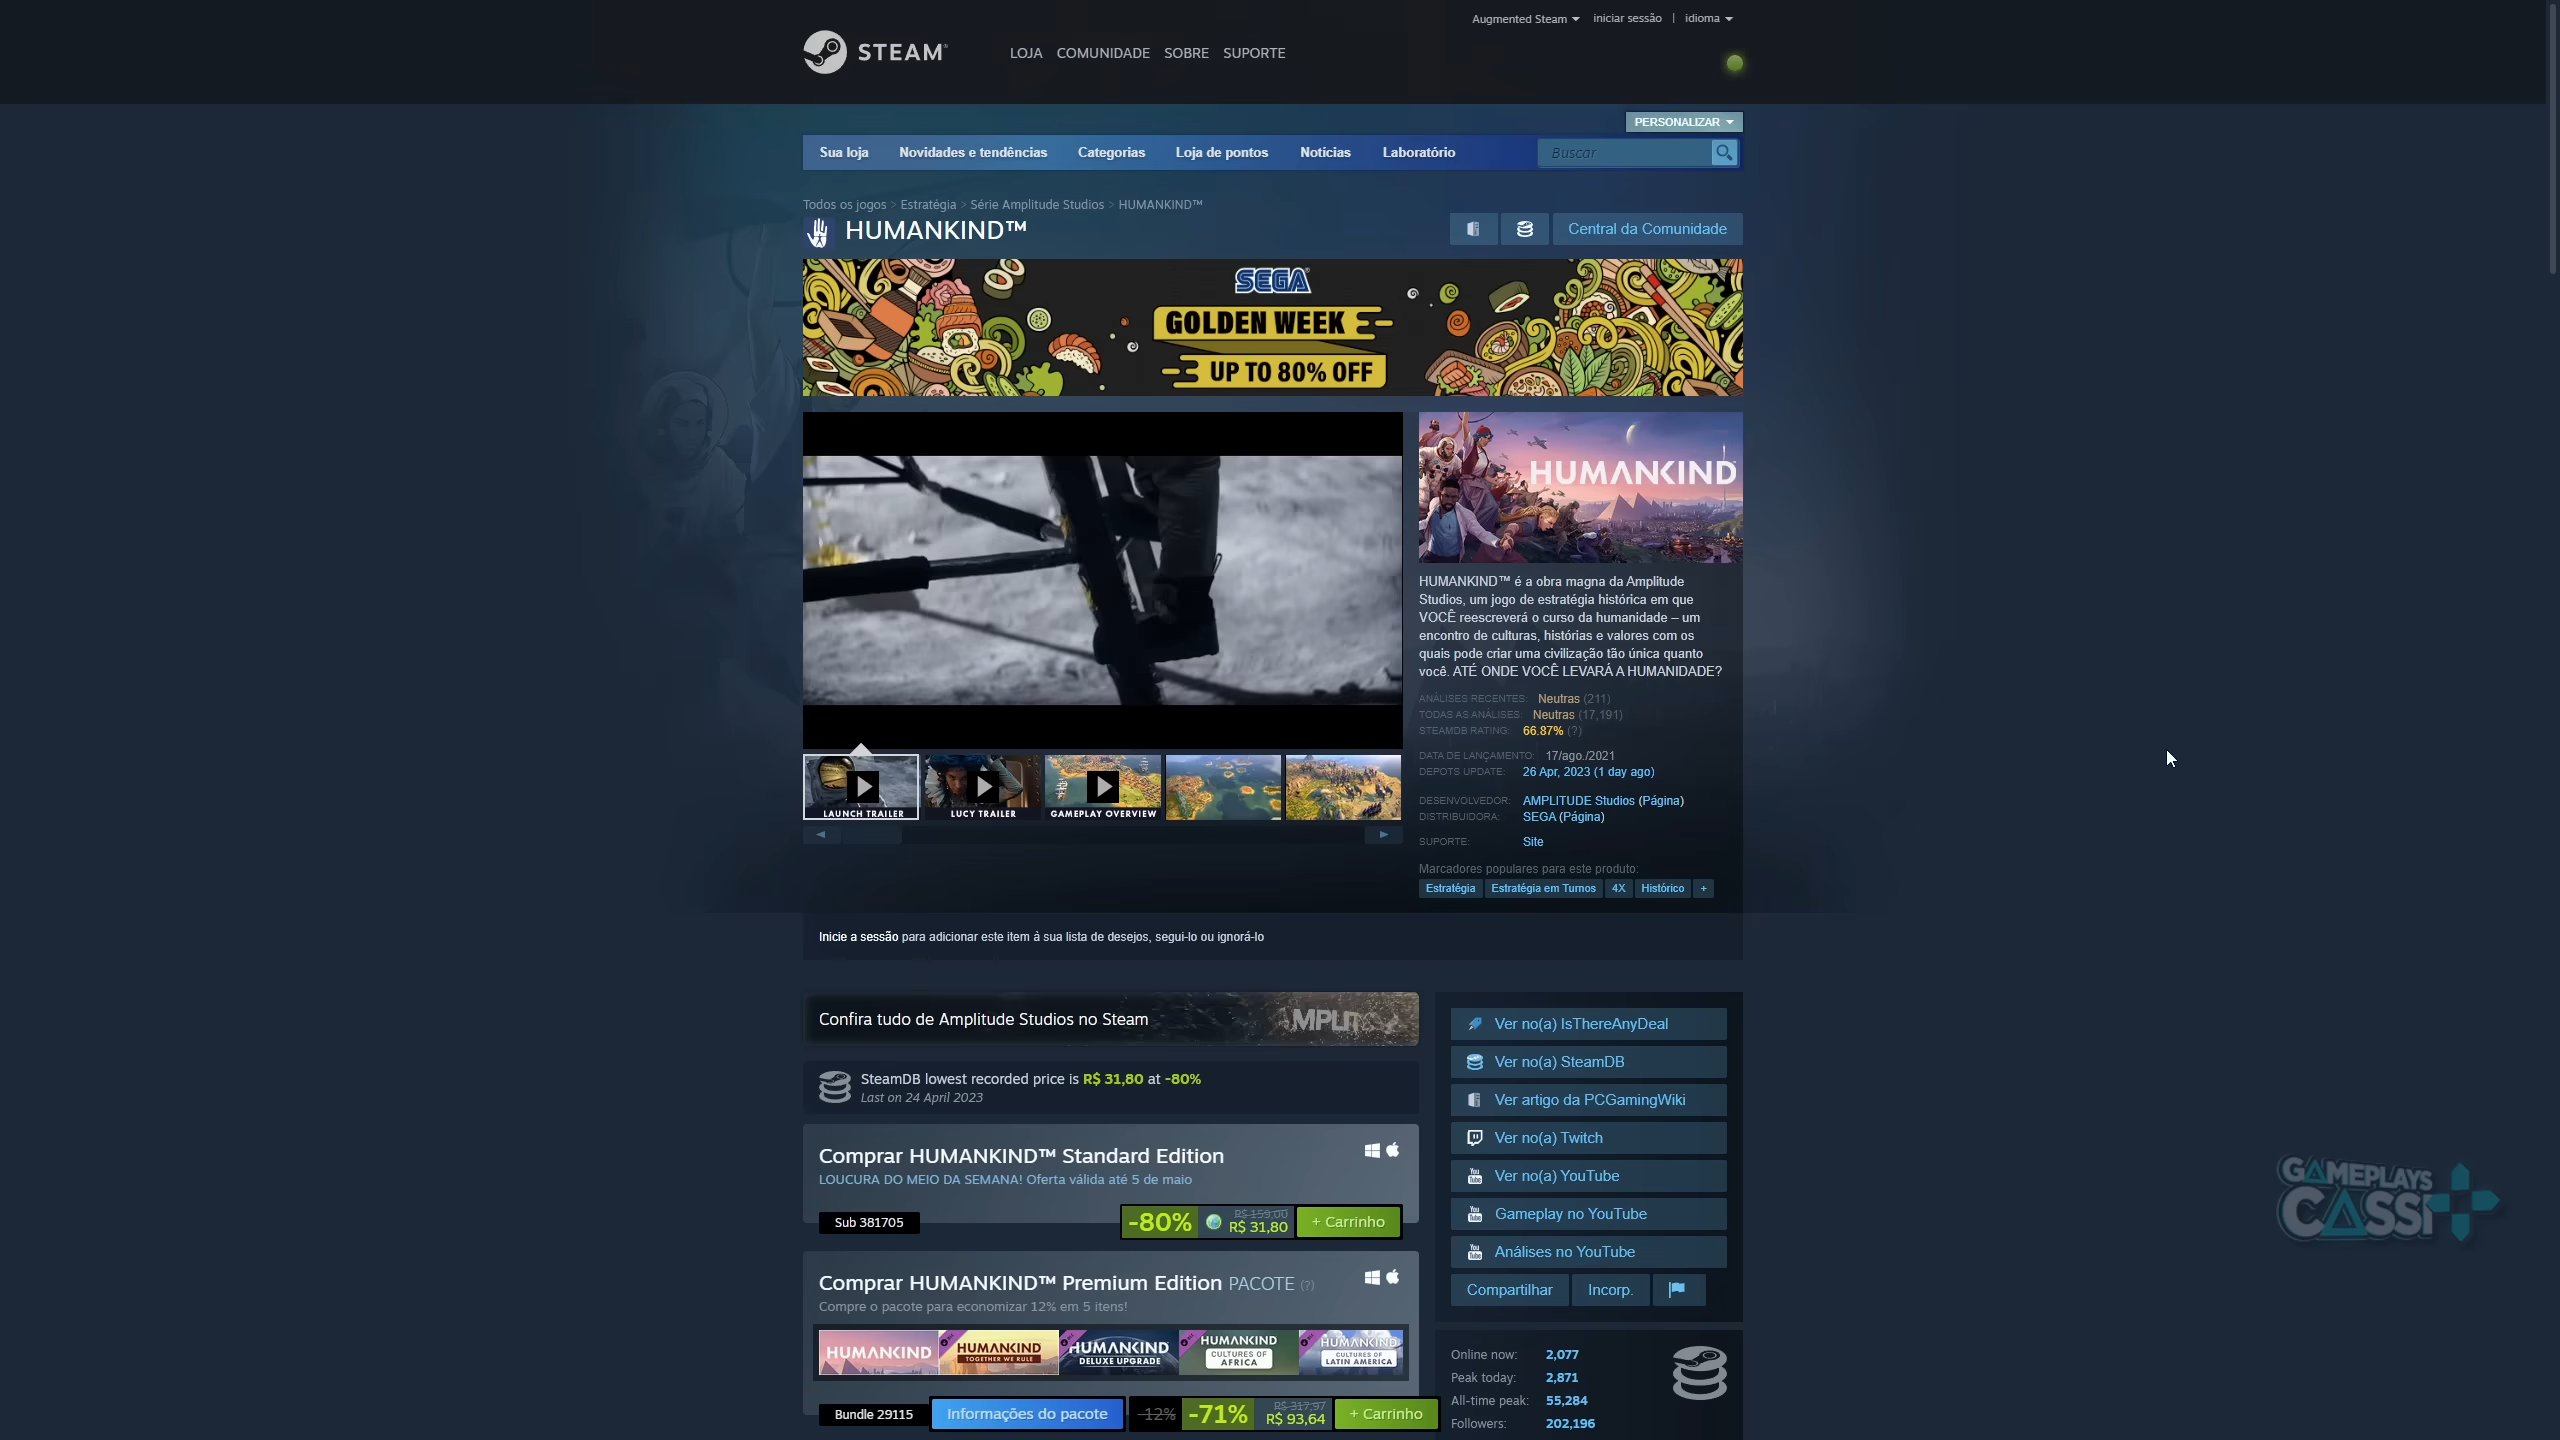 Augmented Steam
iniciar sessão | idioma
STEAM®
LOJA COMUNIDADE SOBRE SUPORTE
PERSONALIZAR
Sua loja Novidades e tendências Categorias Loja de pontos Notícias Laboratório Buscar
Todos os jogos > Estratégia > Série Amplitude Studios > HUMANKIND™
HUMANKIND™
Central da Comunidade
SEGA
GOLDEN WEEK
UP TO 80% OFF
HUMANKIND
HUMANKIND™ é a obra magna da Amplitude
Studios, um jogo de estratégia histórica em que
VOCÊ reescreverá o curso da humanidade – um
encontro de culturas, histórias e valores com os
quais pode criar uma civilização tão única quanto
você. ATÉ ONDE VOCÊ LEVARÁ A HUMANIDADE?
ANÁLISES RECENTES: Neutras (211)
TODAS AS ANÁLISES: Neutras (17,191)
STEAMDB RATING: 66.87% (?)
DATA DE LANÇAMENTO: 17/ago./2021
DEPOTS UPDATE: 26 Apr, 2023 (1 day ago)
DESENVOLVEDOR: AMPLITUDE Studios (Página)
DISTRIBUIDORA: SEGA (Página)
SUPORTE: Site
Marcadores populares para este produto:
Estratégia Estratégia em Turnos 4X Histórico +
LAUNCH TRAILER LUCY TRAILER GAMEPLAY OVERVIEW
Inicie a sessão para adicionar este item à sua lista de desejos, segui-lo ou ignorá-lo
Confira tudo de Amplitude Studios no Steam
SteamDB lowest recorded price is R$ 31,80 at -80%
Last on 24 April 2023
Comprar HUMANKIND™ Standard Edition
LOUCURA DO MEIO DA SEMANA! Oferta válida até 5 de maio
Sub 381705
-80% R$ 159,00
R$ 31,80
+ Carrinho
Comprar HUMANKIND™ Premium Edition PACOTE (?)
Compre o pacote para economizar 12% em 5 itens!
HUMANKIND
HUMANKIND
TOGETHER WE RULE
HUMANKIND
DELUXE UPGRADE
HUMANKIND
CULTURES OF
AFRICA
HUMANKIND
CULTURES OF
LATIN AMERICA
Bundle 29115
Informações do pacote
-12% -71% R$ 317,97
R$ 93,64
+ Carrinho
Ver no(a) IsThereAnyDeal
Ver no(a) SteamDB
Ver artigo da PCGamingWiki
Ver no(a) Twitch
Ver no(a) YouTube
Gameplay no YouTube
Análises no YouTube
Compartilhar Incorp.
Online now: 2,077
Peak today: 2,871
All-time peak: 55,284
Followers: 202,196
GAMEPLAYS
CASSI